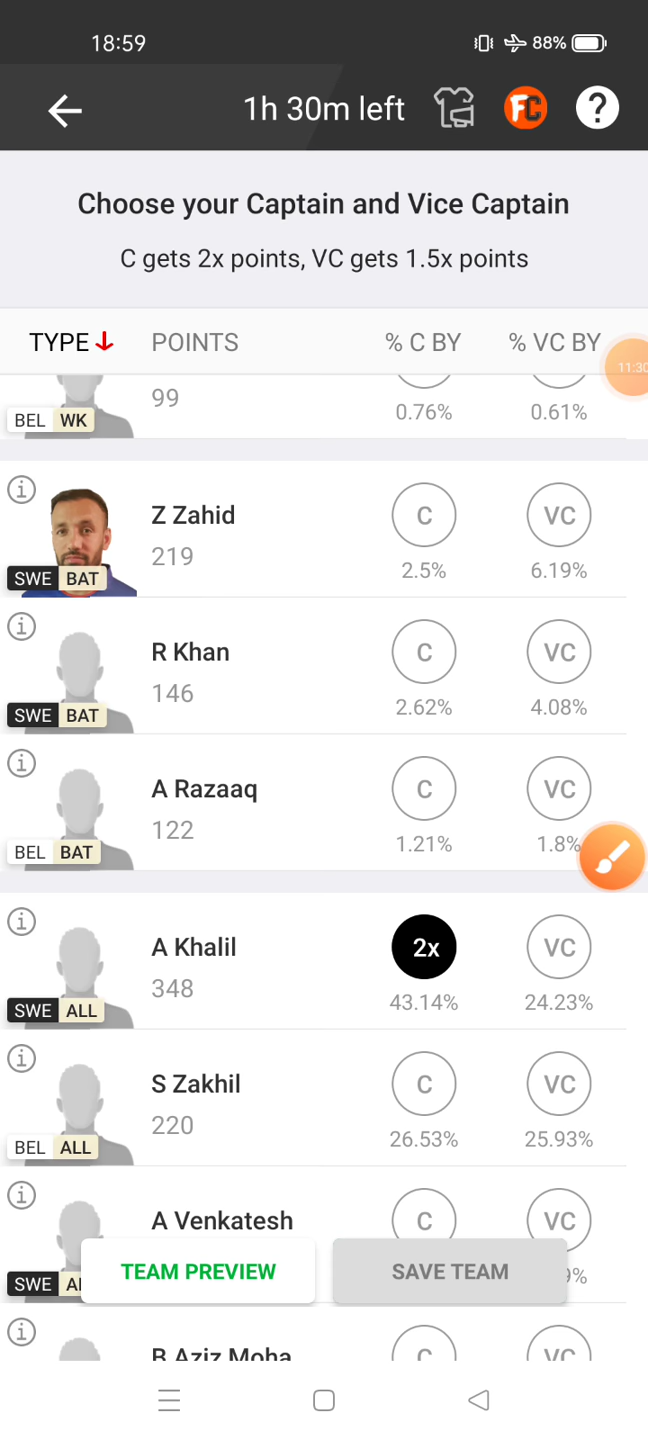 18:59
88%
1h 30m left
FC
?
Choose your Captain and Vice Captain
C gets 2x points, VC gets 1.5x points
TYPE POINTS % C BY % VC BY
11:30
99
0.76% 0.61%
BEL WK
Z Zahid
C VC
219
2.5% 6.19%
SWE BAT
R Khan
C VC
146
2.62% 4.08%
SWE BAT
A Razaaq
C VC
122
1.21% 1.8%
BEL BAT
A Khalil
2x VC
348
43.14% 24.23%
SWE ALL
S Zakhil
C VC
220
26.53% 25.93%
BEL ALL
A Venkatesh
C VC
SWE
TEAM PREVIEW SAVE TEAM
B Aziz Moha
C VC